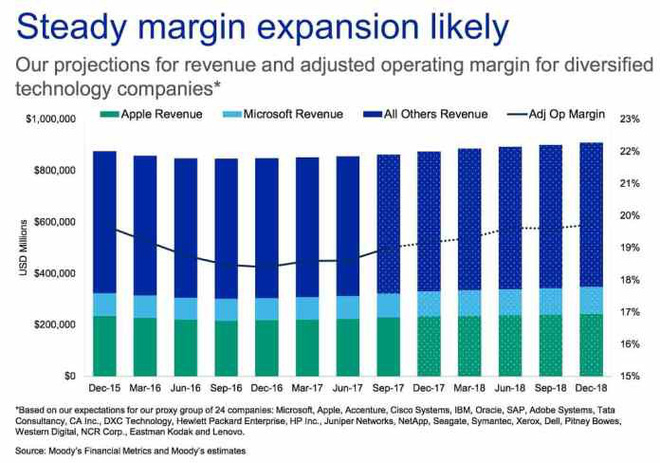 Steady margin expansion likely
Our projections for revenue and adjusted operating margin for diversified
technology companies*
Apple Revenue Microsoft Revenue All Others Revenue Adj Op Margin
$1,000,000 23%
22%
$800,000
21%
$600,000 20%
19%
$400,000
18%
$200,000 17%
16%
$0 15%
USD Millions
Dec-15 Mar-16 Jun-16 Sep-16 Dec-16 Mar-17 Jun-17 Sep-17 Dec-17 Mar-18 Jun-18 Sep-18 Dec-18
*Based on our expectations for our proxy group of 24 companies: Microsoft, Apple, Accenture, Cisco Systems, IBM, Oracle, SAP, Adobe Systems, Tata
Consultancy, CA Inc., DXC Technology, Hewlett Packard Enterprise, HP Inc., Juniper Networks, NetApp, Seagate, Symantec, Xerox, Dell, Pitney Bowes,
Western Digital, NCR Corp., Eastman Kodak and Lenovo.
Source: Moody's Financial Metrics and Moody's estimates